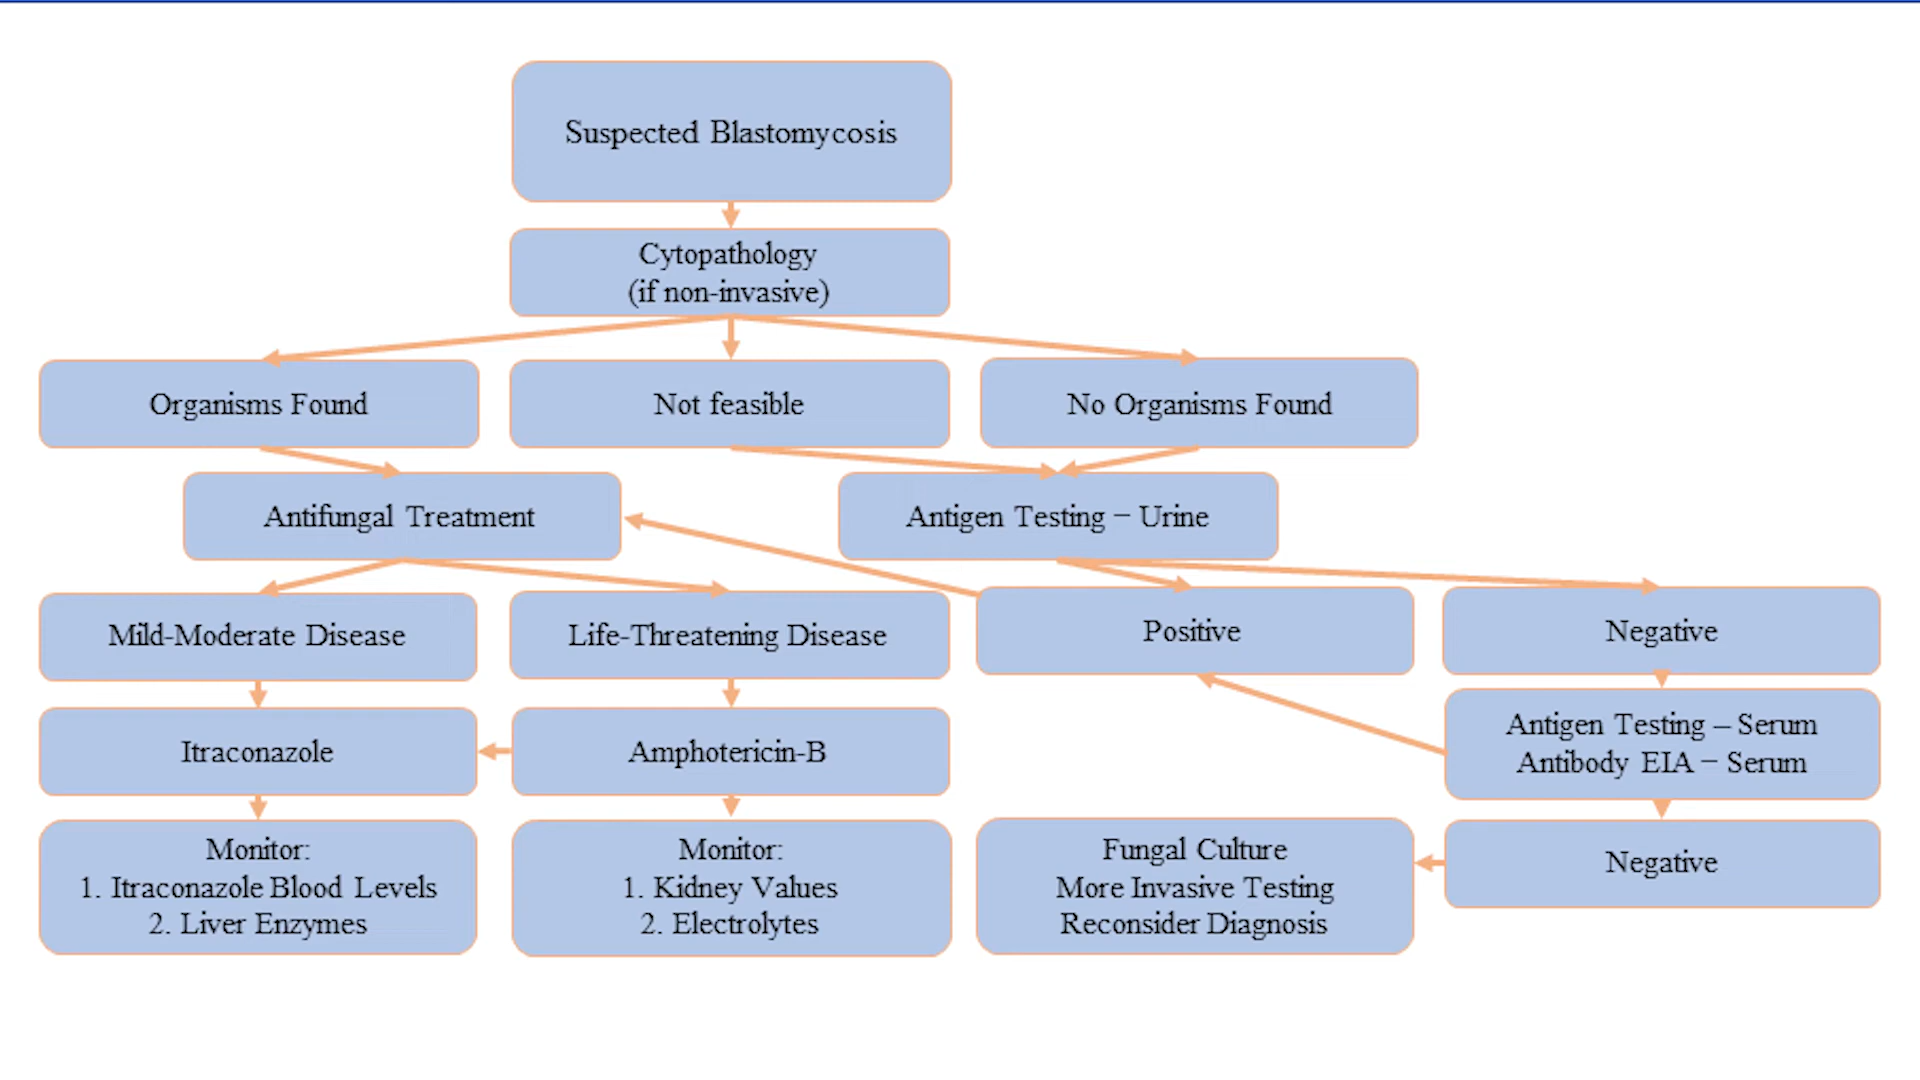 Suspected Blastomycosis
Cytopathology
(if non-invasive)
Organisms Found
Not feasible
No Organisms Found
Antifungal Treatment
Antigen Testing − Urine
Mild-Moderate Disease
Life-Threatening Disease
Positive
Negative
Itraconazole
Amphotericin-B
Antigen Testing – Serum
Antibody EIA − Serum
Monitor:
1. Itraconazole Blood Levels
2. Liver Enzymes
Monitor:
1. Kidney Values
2. Electrolytes
Fungal Culture
More Invasive Testing
Reconsider Diagnosis
Negative